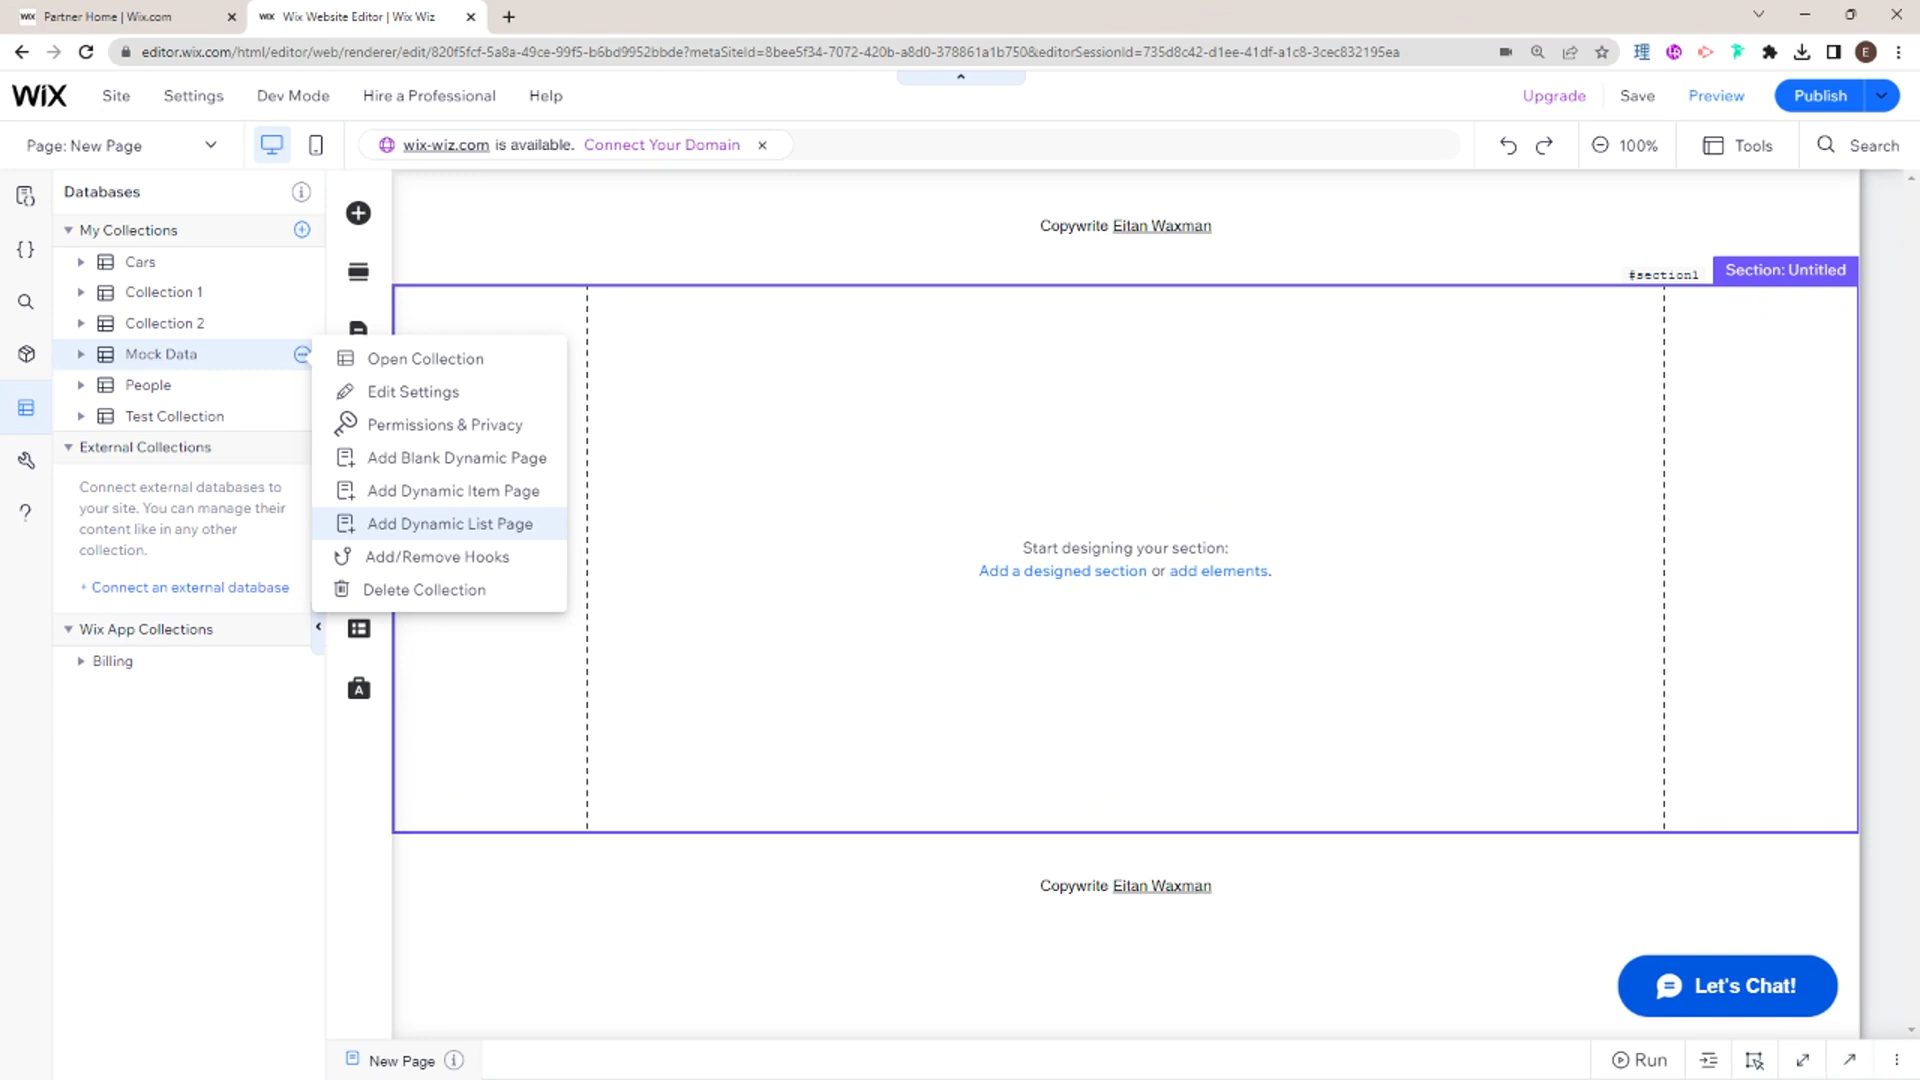 WiX Partner Home | Wix.com
WiX Wix Website Editor | Wix Wiz
editor.wix.com/html/editor/web/renderer/edit/820f5fcf-5a8a-49ce-99f5-b6bd9952bbde?metaSiteId=8bee5f34-7072-420b-a8d0-378861a1b750&editorSessionId=735d8c42-d1ee-41df-a1c8-3cec832195ea
E
WiX Site Settings Dev Mode Hire a Professional Help Upgrade Save Preview Publish
Page: New Page
wix-wiz.com is available. Connect Your Domain
100% Tools Search
Databases
My Collections
Cars
Collection 1
Collection 2
Mock Data
People
Test Collection
External Collections
Connect external databases to
your site. You can manage their
content like in any other
collection.
+ Connect an external database
Wix App Collections
Billing
Open Collection
Edit Settings
Permissions & Privacy
Add Blank Dynamic Page
Add Dynamic Item Page
Add Dynamic List Page
Add/Remove Hooks
Delete Collection
Copywrite Eitan Waxman
#section1 Section: Untitled
Start designing your section:
Add a designed section or add elements.
Copywrite Eitan Waxman
Let's Chat!
New Page
Run